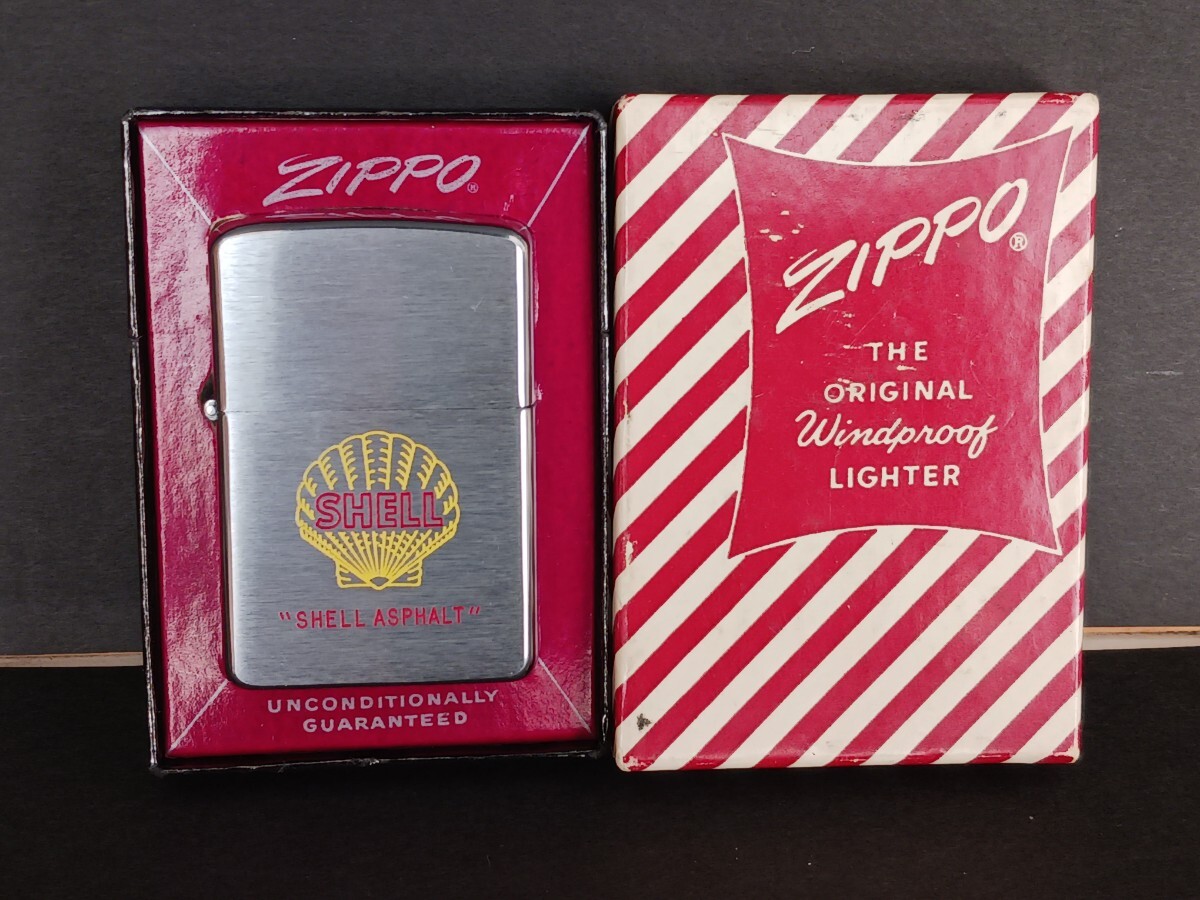 ZIPPO®
SHELL
"SHELL ASPHALT"
UNCONDITIONALLY
GUARANTEED
ZIPPO®
THE
ORIGINAL
Windproof
LIGHTER